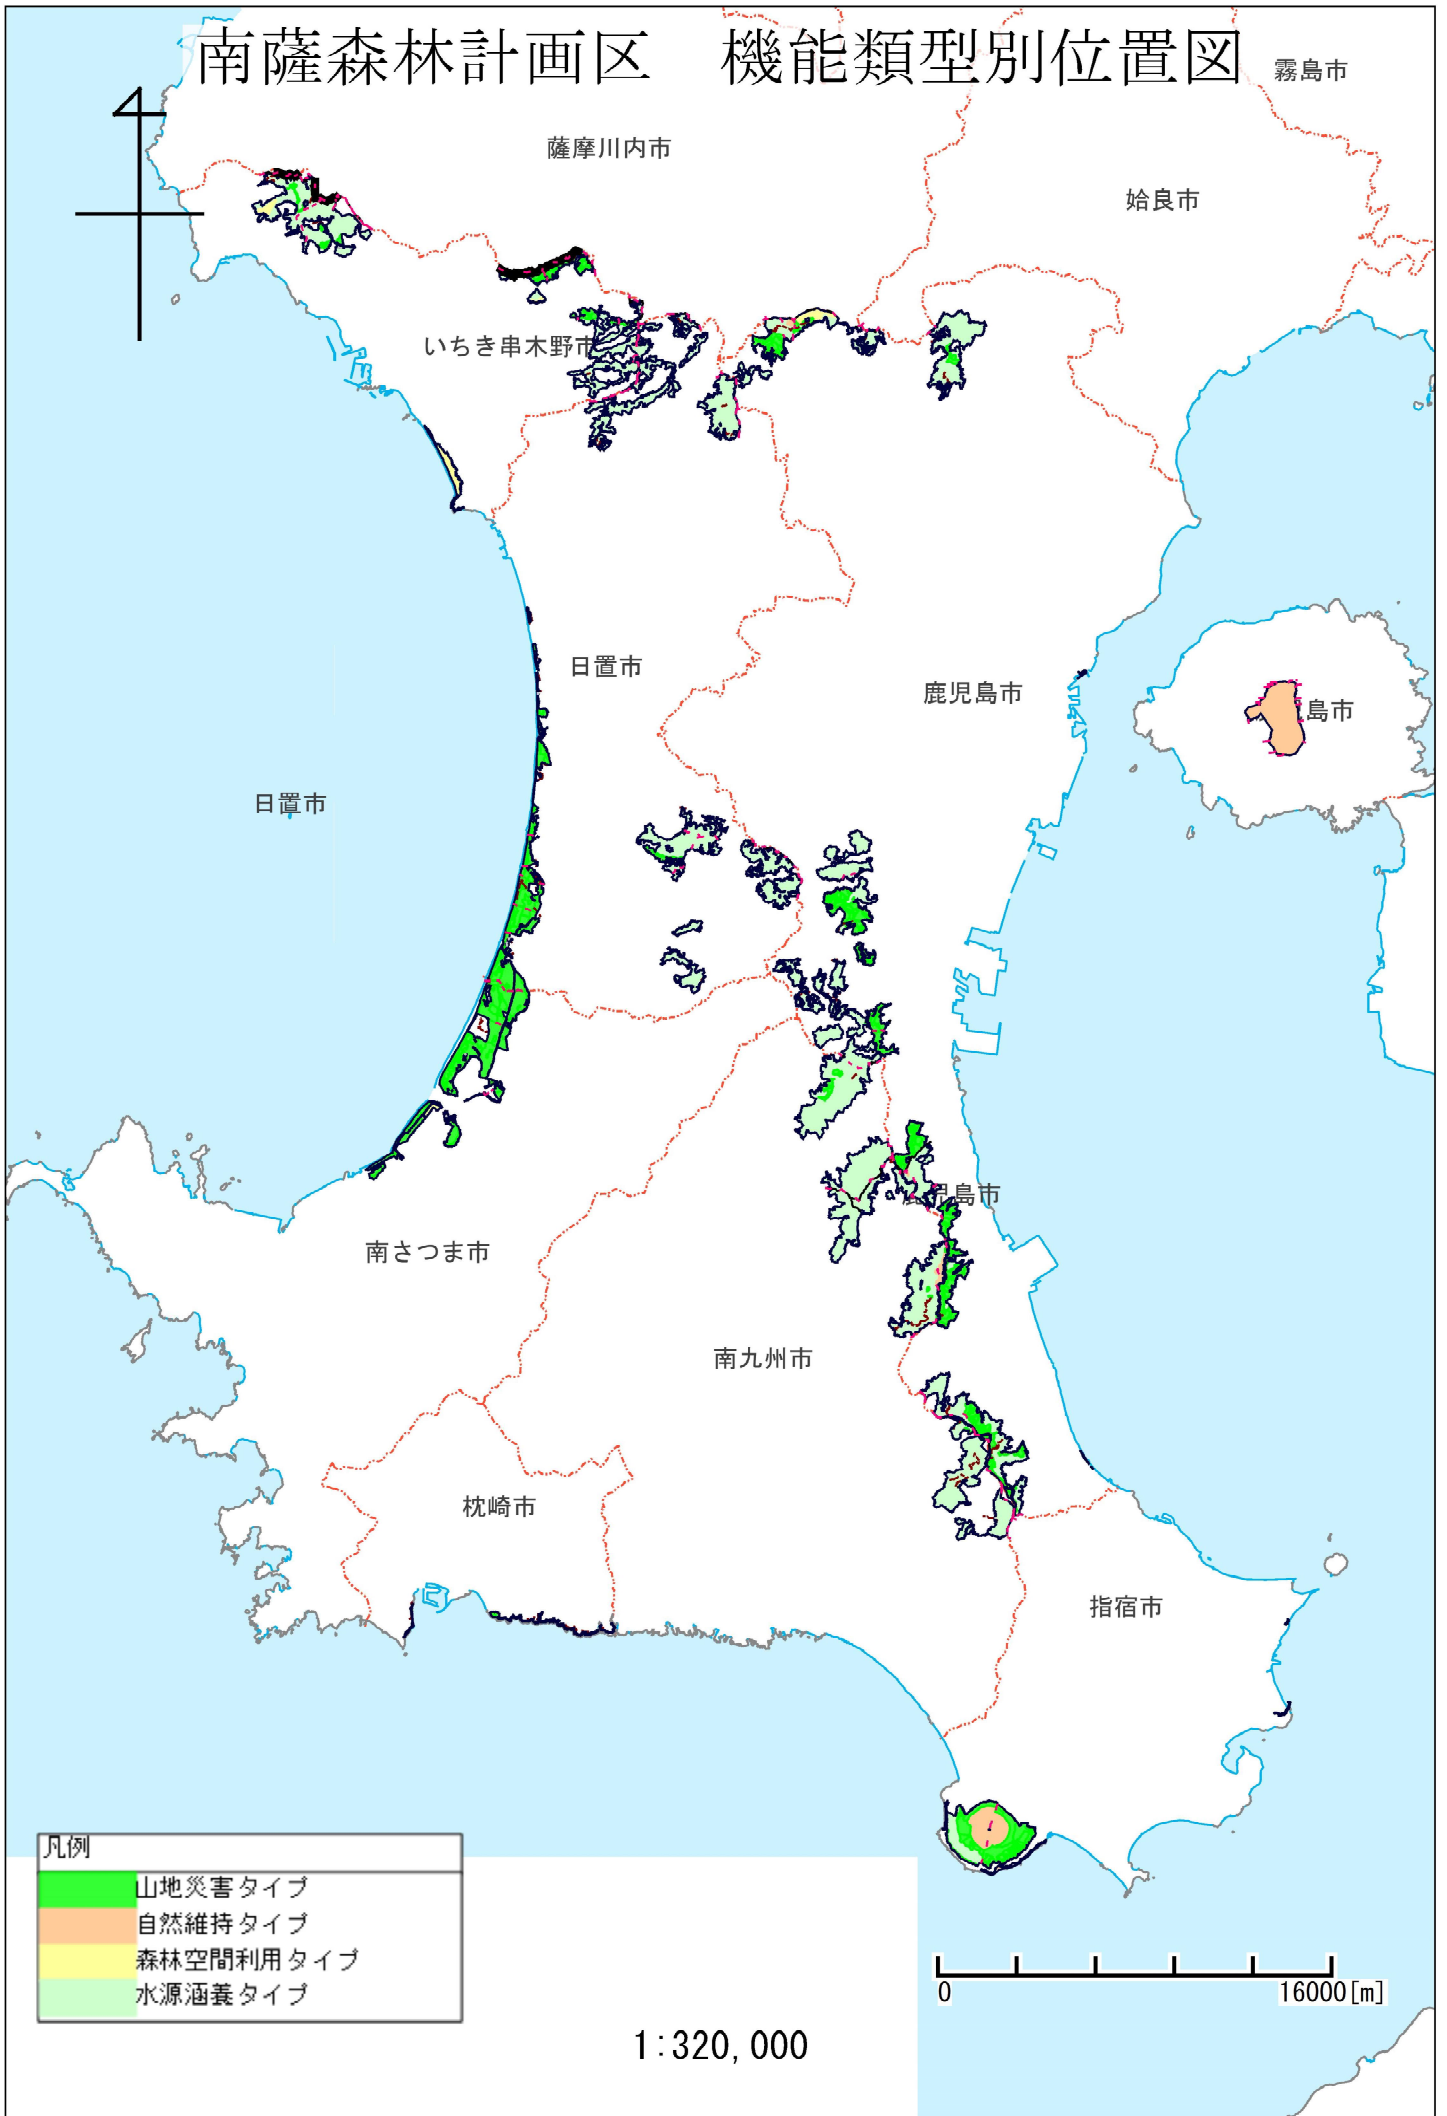 南薩森林計画区　機能類型別位置図
霧島市
薩摩川内市
姶良市
いちき串木野市
日置市
鹿児島市
島市
日置市
児島市
南さつま市
南九州市
枕崎市
指宿市
凡例
山地災害タイプ
自然維持タイプ
森林空間利用タイプ
水源涵養タイプ
0 16000[m]
1:320,000